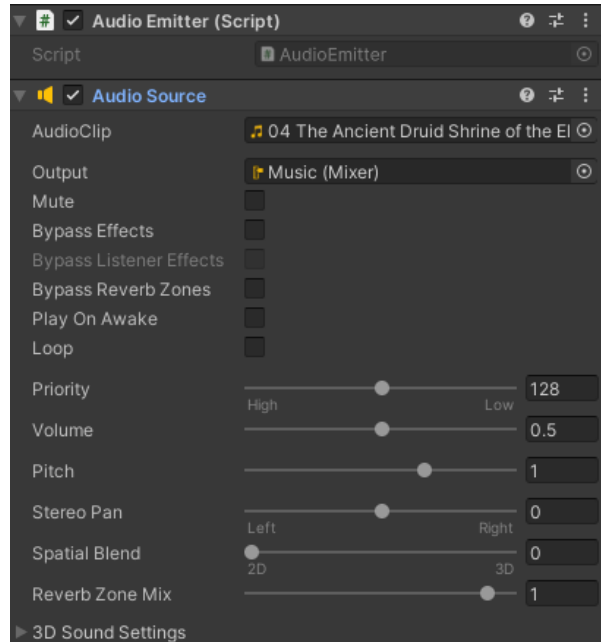 Audio Emitter (Script)
Script AudioEmitter
Audio Source
AudioClip 04 The Ancient Druid Shrine of the El
Output Music (Mixer)
Mute
Bypass Effects
Bypass Listener Effects
Bypass Reverb Zones
Play On Awake
Loop
Priority 128
High Low
Volume 0.5
Pitch 1
Stereo Pan 0
Left Right
Spatial Blend 0
2D 3D
Reverb Zone Mix 1
3D Sound Settings